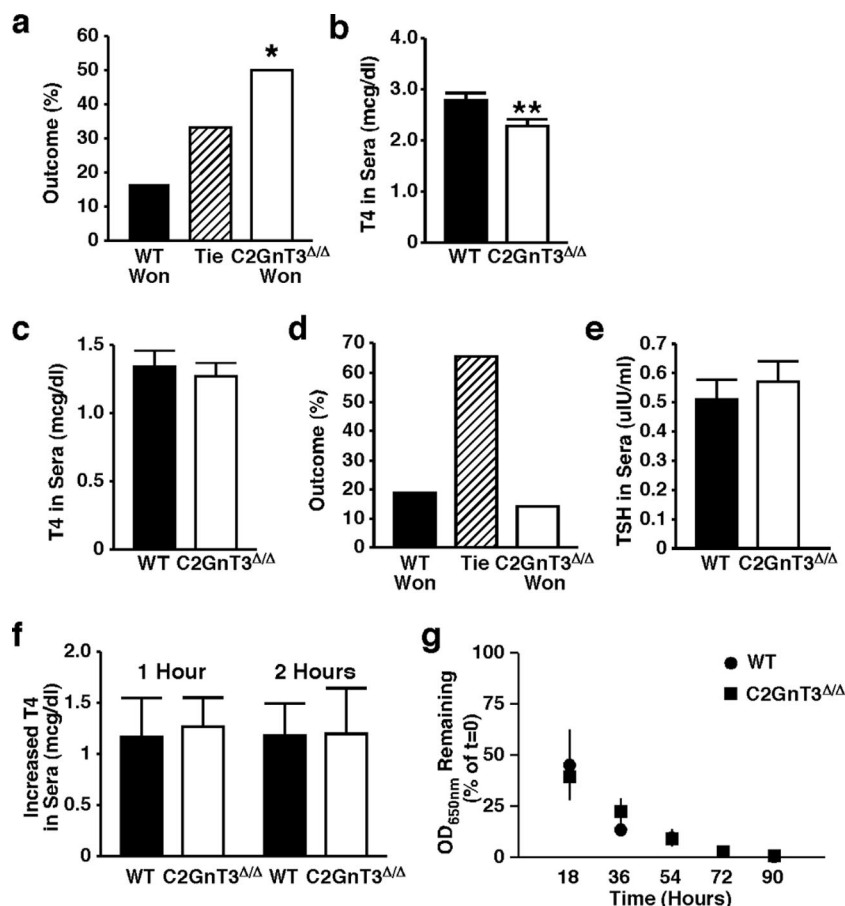 a
Outcome (%)
60
50
40
30
20
10
0
*
WT Won
Tie
C2GnT3Δ/Δ Won
b
T4 in Sera (mcg/dl)
4.0
3.0
2.0
1.0
0
**
WT
C2GnT3Δ/Δ
c
T4 in Sera (mcg/dl)
1.5
1.3
1.5
0
WT
C2GnT3Δ/Δ
d
Outcome (%)
70
60
50
40
30
20
10
0
WT Won
Tie
C2GnT3Δ/Δ Won
e
TSH in Sera (uIU/ml)
0.7
0.6
0.5
0.4
0.3
0.2
0.1
0
WT
C2GnT3Δ/Δ
f
Increased T4
in Sera (mcg/dl)
2.0
1.5
1
1.5
0
1 Hour
2 Hours
WT C2GnT3Δ/Δ WT C2GnT3Δ/Δ
g
OD650nm Remaining
(% of t=0)
100
50
25
0
WT
C2GnT3Δ/Δ
18 36 54 72 90
Time (Hours)